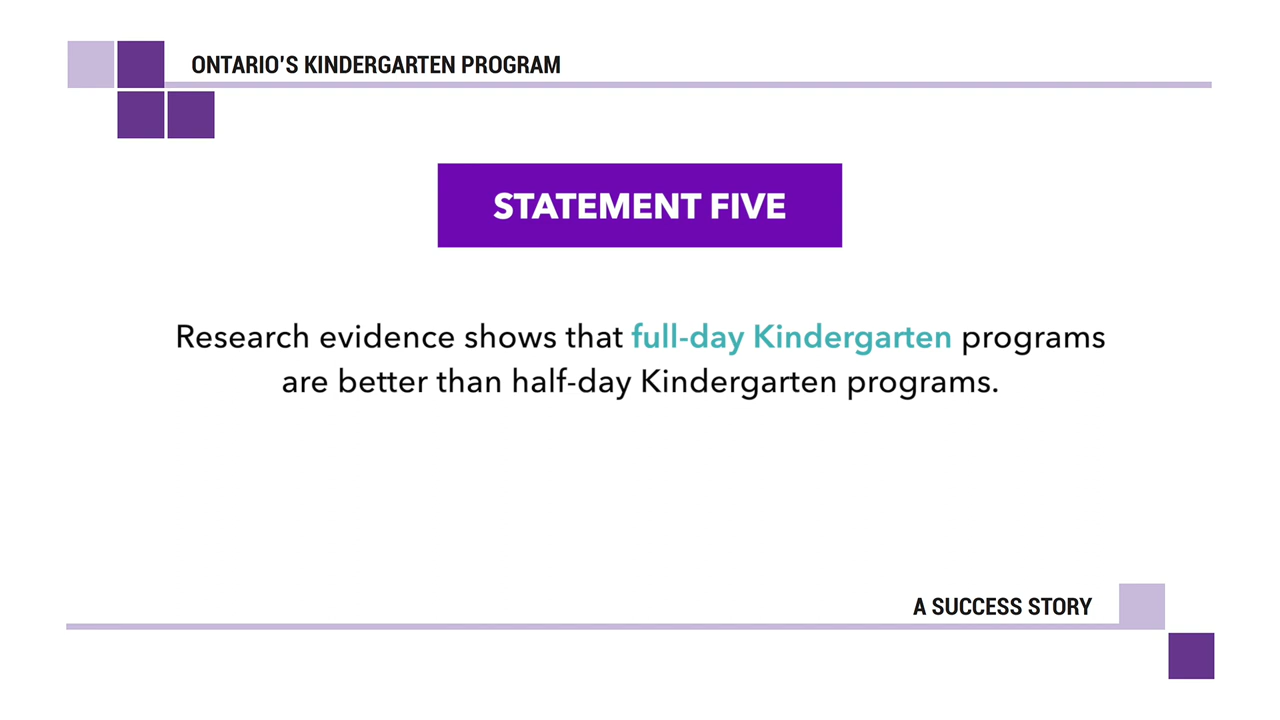 ONTARIO'S KINDERGARTEN PROGRAM
STATEMENT FIVE
Research evidence shows that full-day Kindergarten programs
are better than half-day Kindergarten programs.
A SUCCESS STORY